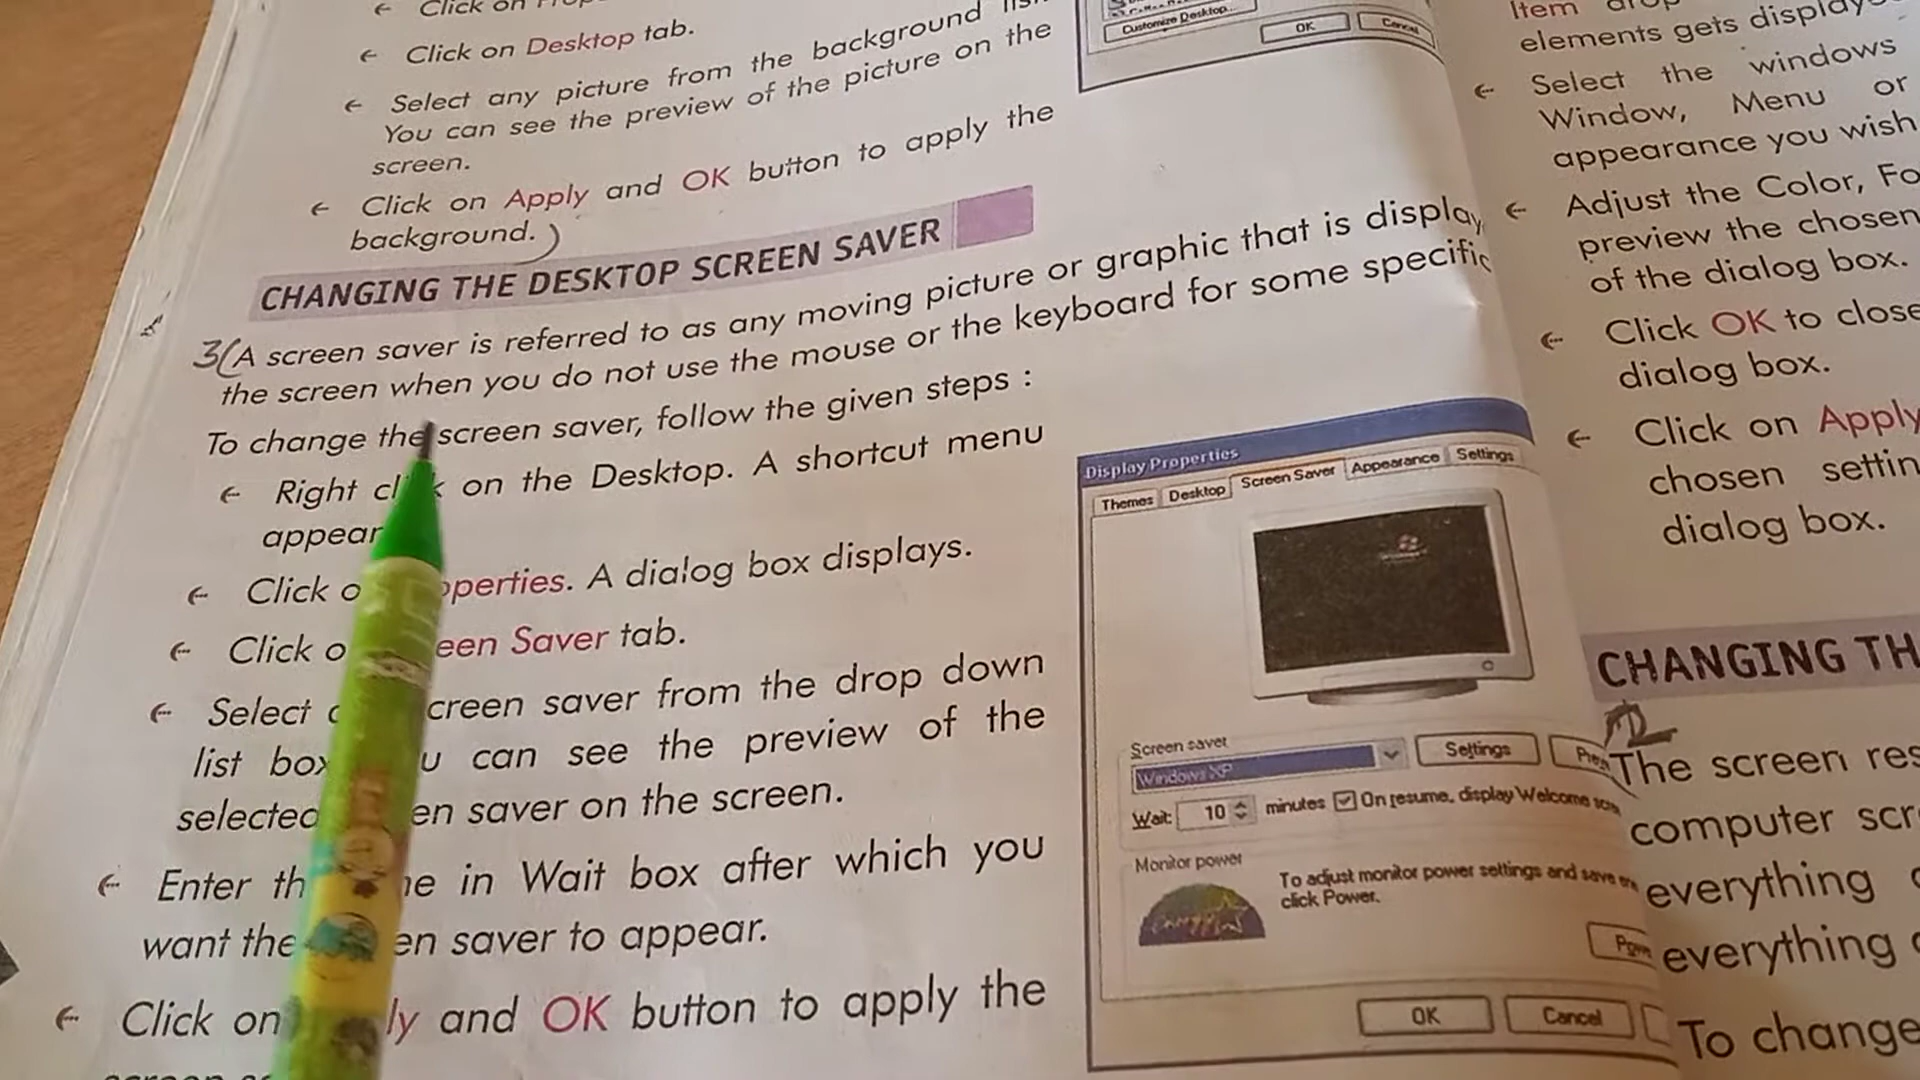 Click on
Click on Desktop tab.
Select any picture from the background list.
You can see the preview of the picture on the
screen.
Click on Apply and OK button to apply the
background.
CHANGING THE DESKTOP SCREEN SAVER
3 (A screen saver is referred to as any moving picture or graphic that is display
the screen when you do not use the mouse or the keyboard for some specific
To change the screen saver, follow the given steps :
Right click on the Desktop. A shortcut menu
appear
Click operties. A dialog box displays.
Click een Saver tab.
Select creen saver from the drop down
list box u can see the preview of the
selected en saver on the screen.
Enter in Wait box after which you
want the en saver to appear.
Click on ly and OK button to apply the
Customize Desktop...
OK
Cancel
Display Properties
Themes Desktop Screen Saver Appearance Settings
Screen saver
Windows XP
Settings
Wait: 10 minutes On resume, display Welcome
Monitor power
To adjust monitor power settings and save
click Power.
OK Cancel
Item drop
elements gets display
Select the windows
Window, Menu or
appearance you wish
Adjust the Color, Fo
preview the chosen
of the dialog box.
Click OK to close
dialog box.
Click on Apply
chosen settin
dialog box.
CHANGING TH
The screen res
computer scr
everything
everything
To change